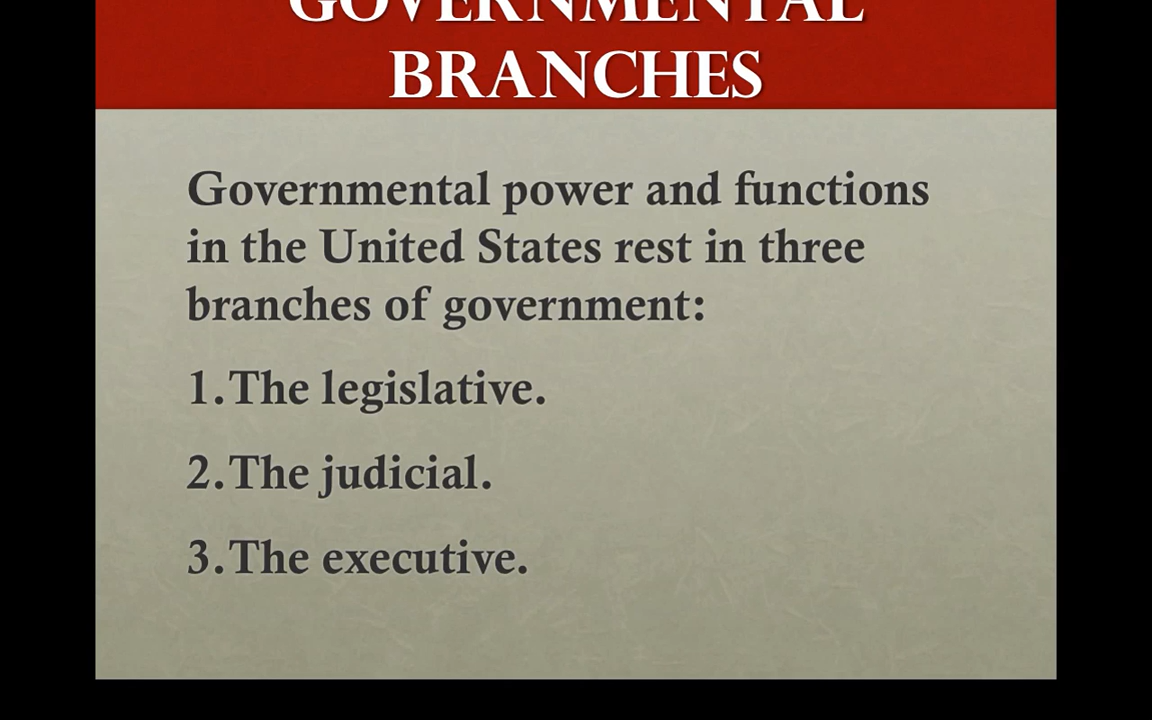 GOVERNMENTAL
BRANCHES
Governmental power and functions
in the United States rest in three
branches of government:
1.The legislative.
2.The judicial.
3.The executive.